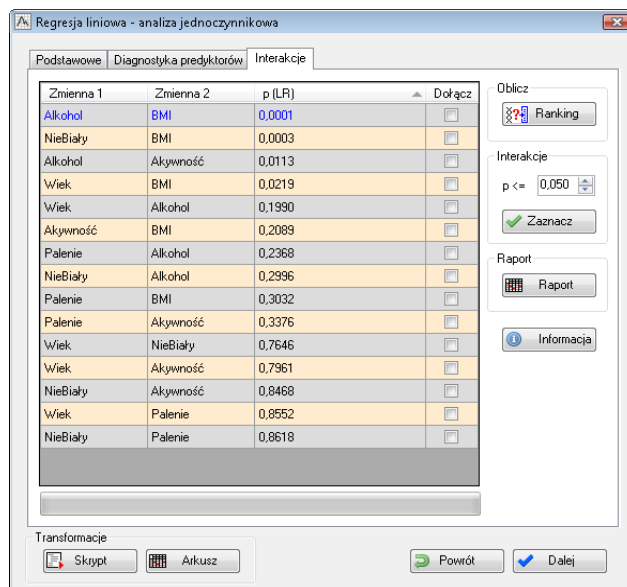 Regresja liniowa - analiza jednoczynnikowa
Podstawowe Diagnostyka predyktorów Interakcje
Zmienna 1 Zmienna 2 p (LR) Dołącz
Alkohol BMI 0,0001
NieBiały BMI 0,0003
Alkohol Akywność 0,0113
Wiek BMI 0,0219
Wiek Alkohol 0,1990
Akywność BMI 0,2089
Palenie Alkohol 0,2368
NieBiały Alkohol 0,2996
Palenie BMI 0,3032
Palenie Akywność 0,3376
Wiek NieBiały 0,7646
Wiek Akywność 0,7961
NieBiały Akywność 0,8468
Wiek Palenie 0,8552
NieBiały Palenie 0,8618
Oblicz
Ranking
Interakcje
p <= 0,050
Zaznacz
Raport
Raport
Informacja
Transformacje
Skrypt Arkusz Powrót Dalej